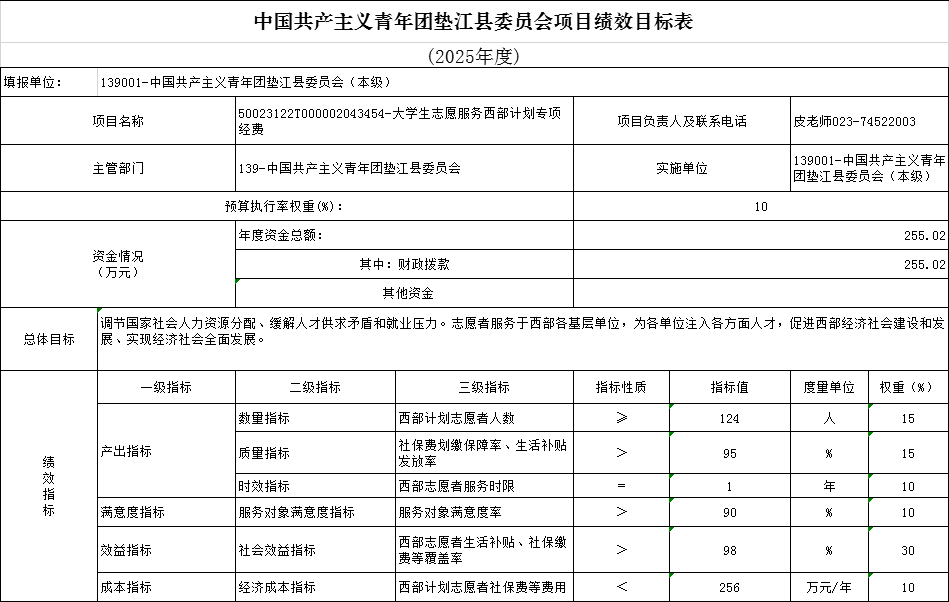 中国共产主义青年团垫江县委员会项目绩效目标表
(2025年度)
填报单位： 139001-中国共产主义青年团垫江县委员会（本级）
项目名称 50023122T000002043454-大学生志愿服务西部计划专项
经费 项目负责人及联系电话 皮老师023-74522003
主管部门 139-中国共产主义青年团垫江县委员会 实施单位 139001-中国共产主义青年
团垫江县委员会（本级）
预算执行率权重(%)： 10
资金情况
（万元）
年度资金总额： 255.02
其中：财政拨款 255.02
其他资金
总体目标 调节国家社会人力资源分配、缓解人才供求矛盾和就业压力。志愿者服务于西部各基层单位，为各单位注入各方面人才，促进西部经济社会建设和发
展、实现经济社会全面发展。
绩
效
指
标
一级指标 二级指标 三级指标 指标性质 指标值 度量单位 权重（%）
产出指标
数量指标 西部计划志愿者人数 ≥ 124 人 15
质量指标 社保费划缴保障率、生活补贴
发放率 ＞ 95 % 15
时效指标 西部志愿者服务时限 = 1 年 10
满意度指标 服务对象满意度指标 服务对象满意度率 ＞ 90 % 10
效益指标 社会效益指标 西部志愿者生活补贴、社保缴
费等覆盖率 ＞ 98 % 30
成本指标 经济成本指标 西部计划志愿者社保费等费用 ＜ 256 万元/年 10